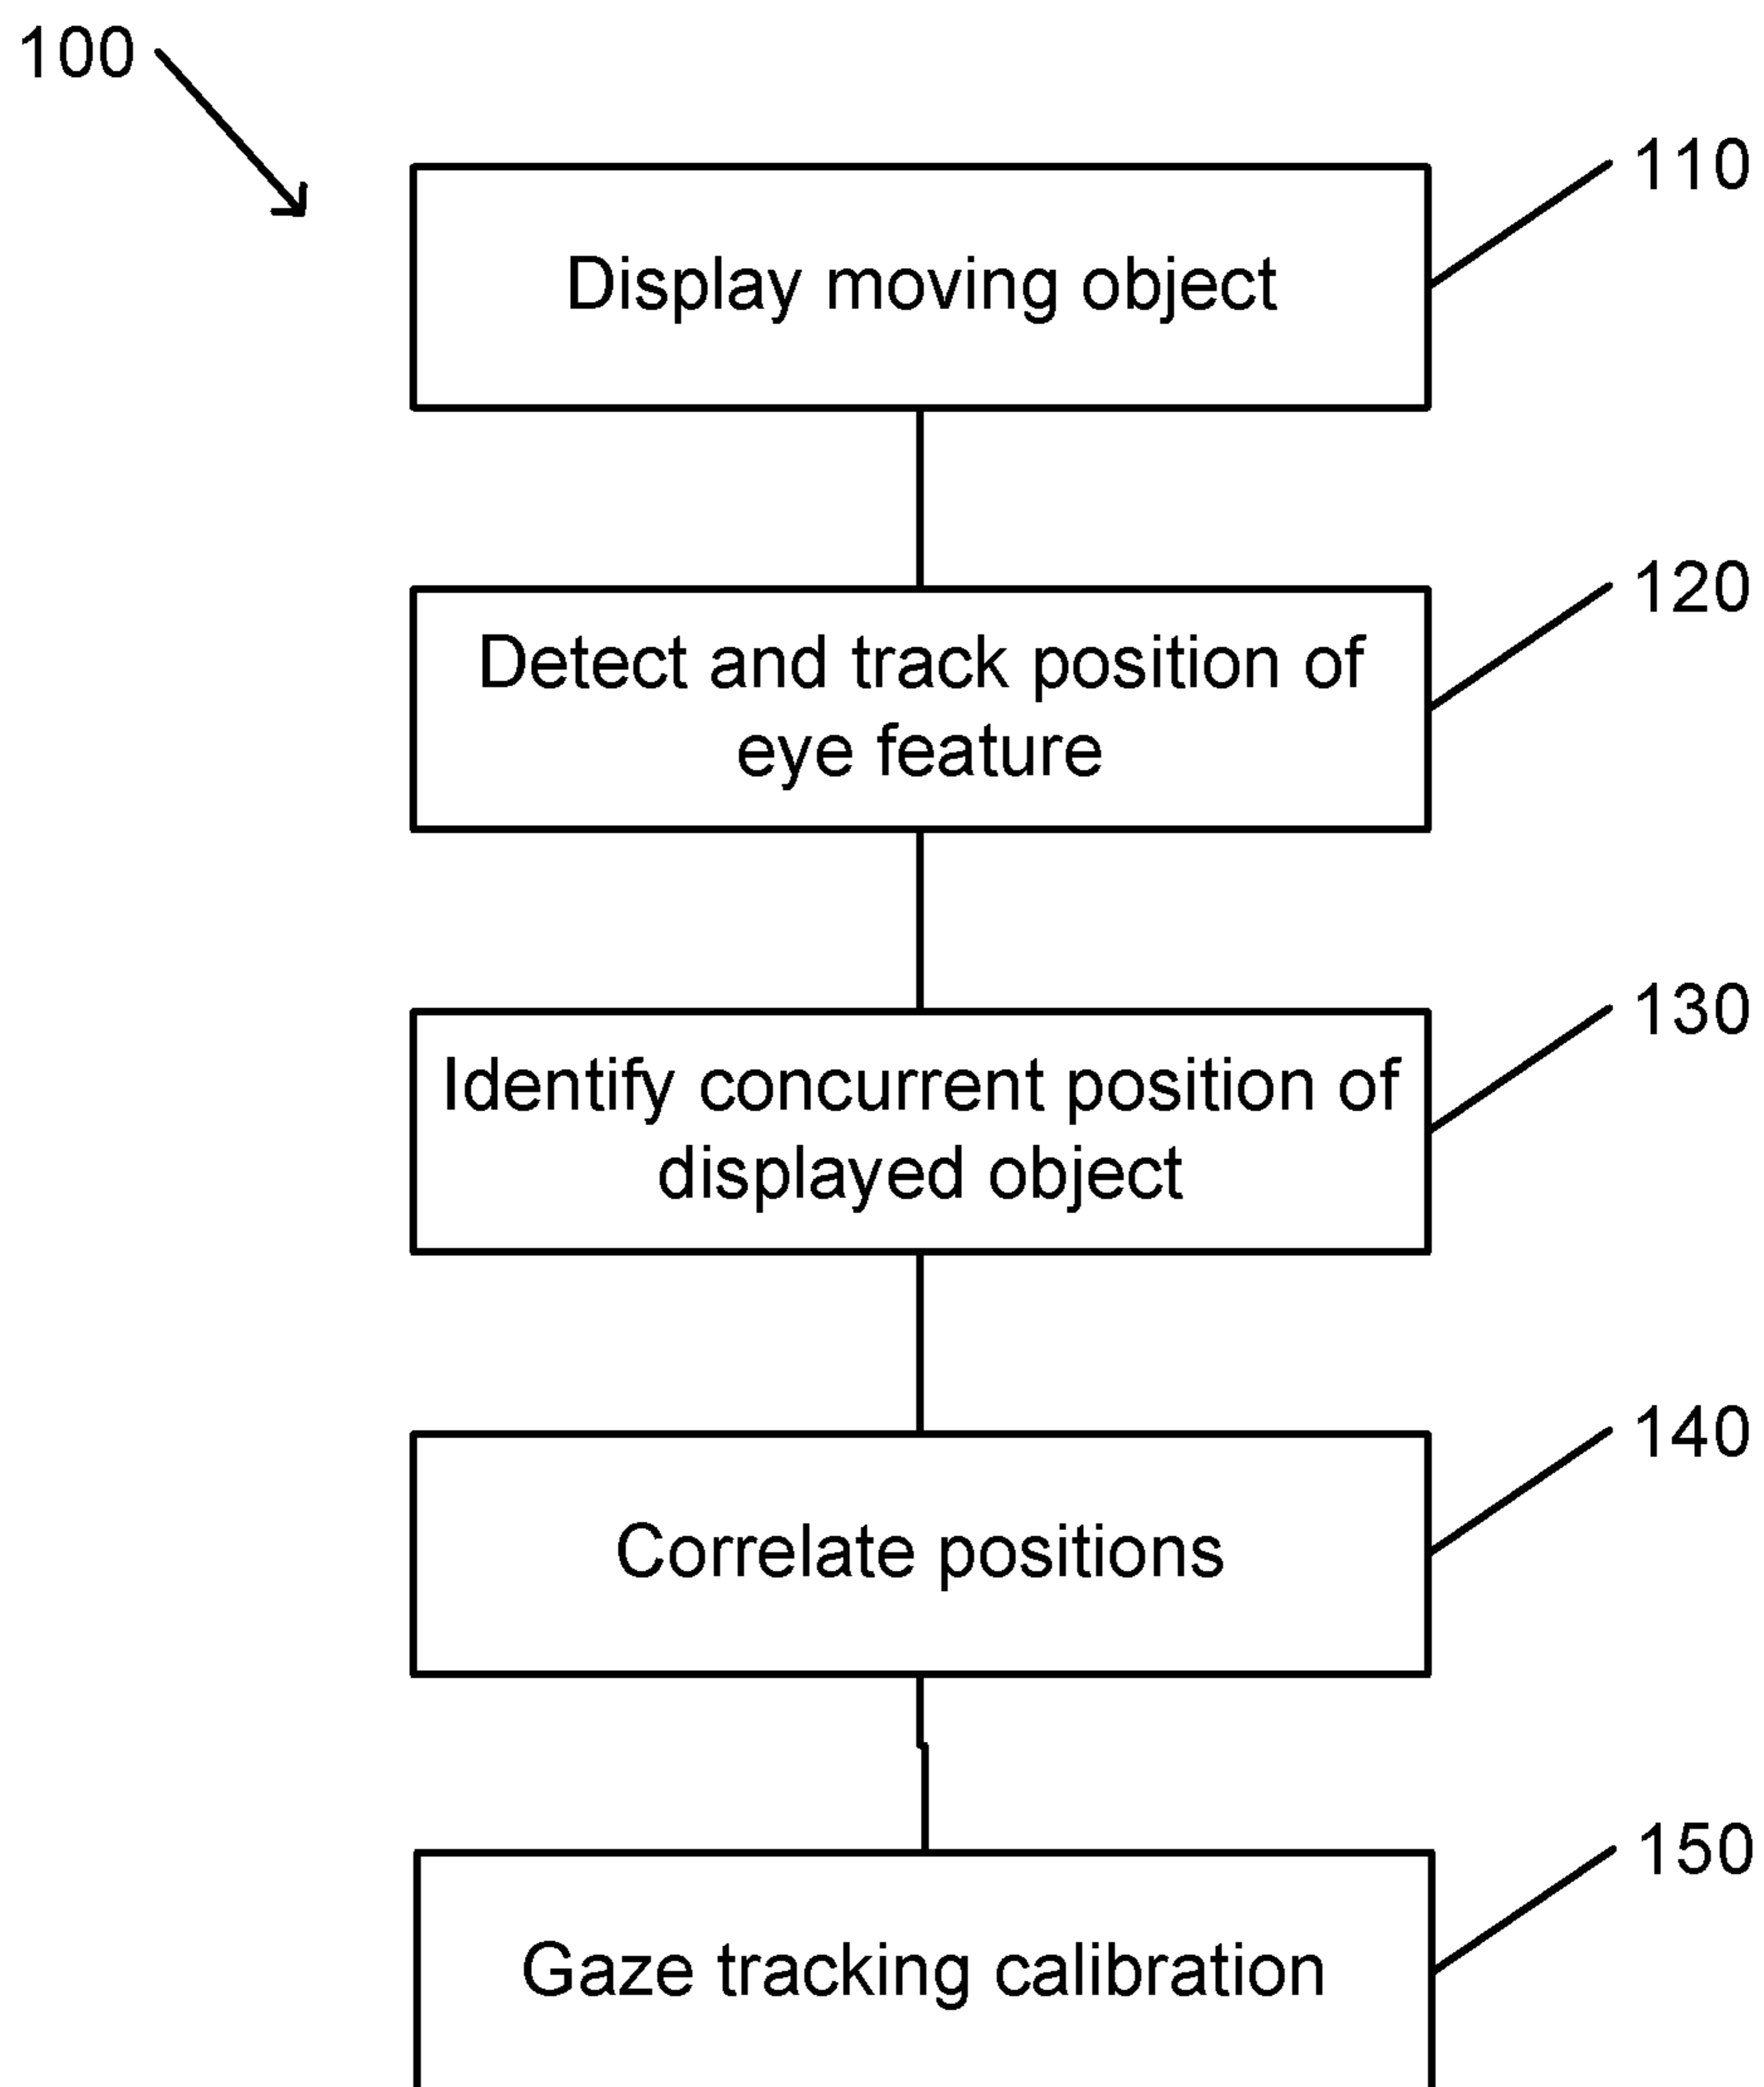 100
110
Display moving object
120
Detect and track position of
eye feature
130
Identify concurrent position of
displayed object
140
Correlate positions
150
Gaze tracking calibration